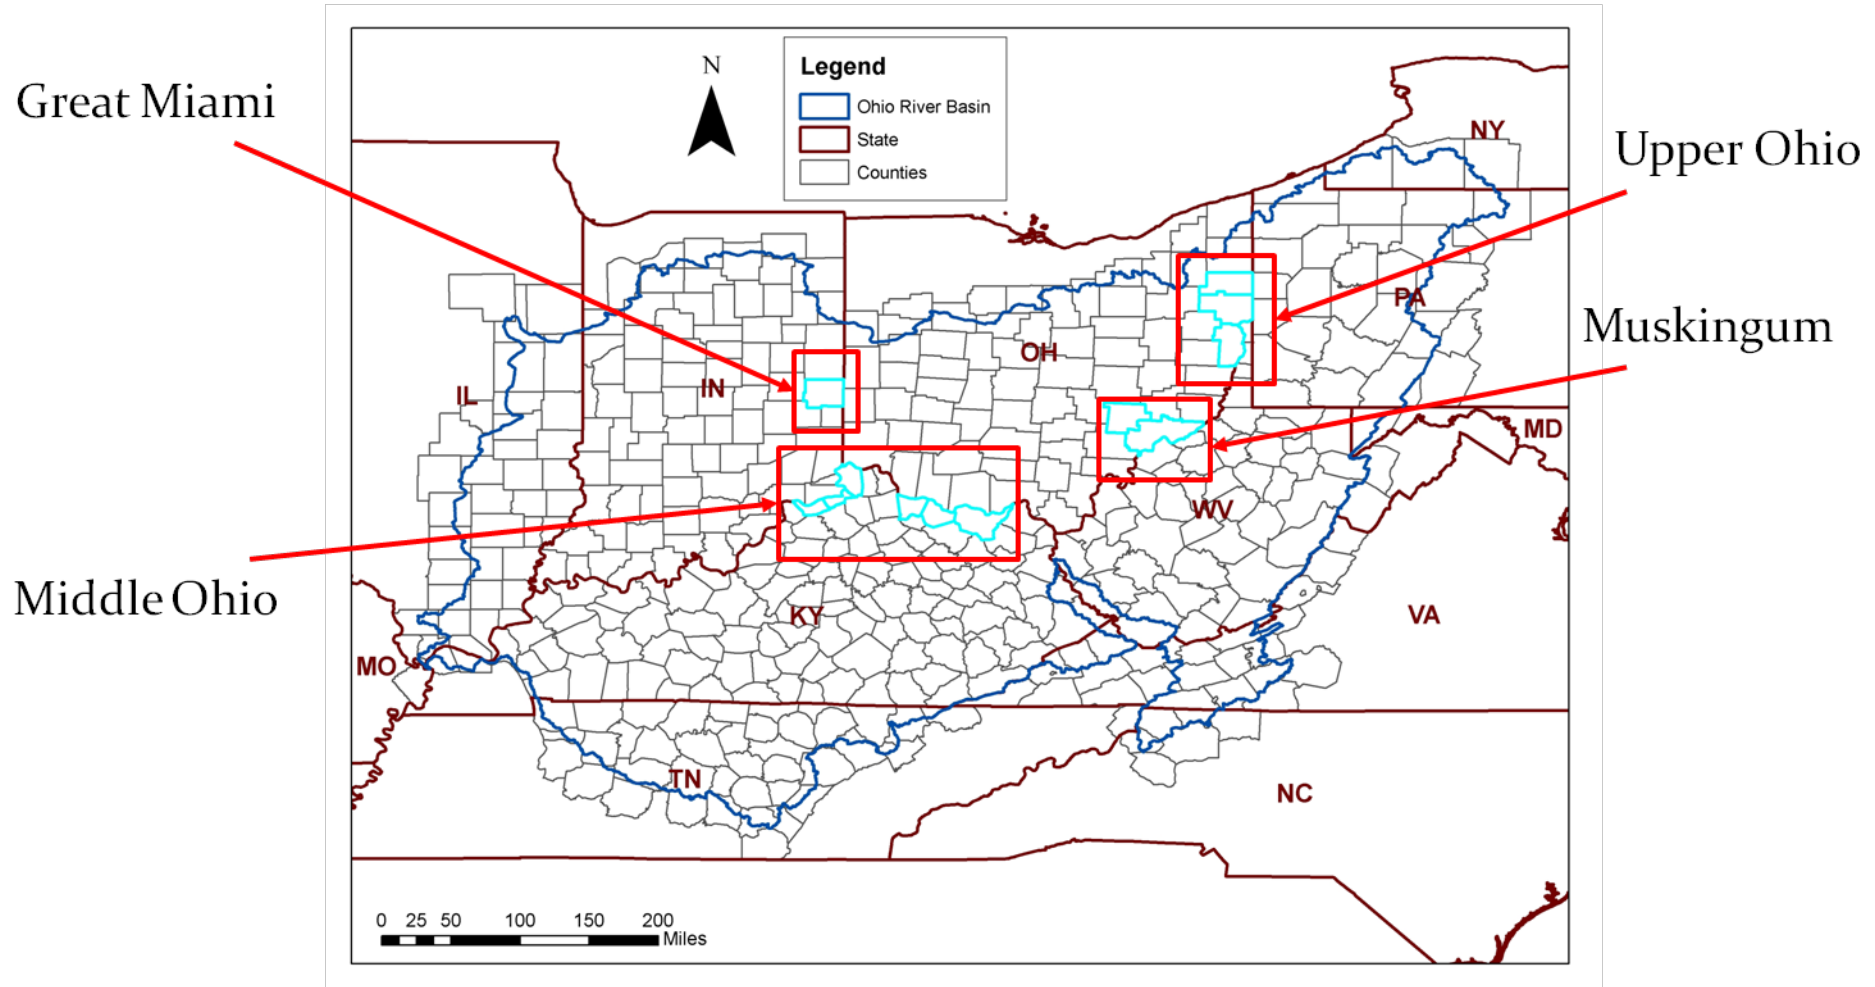 Great Miami
Upper Ohio
Muskingum
Middle Ohio
N
Legend
Ohio River Basin
State
Counties
NY
PA
OH
IN
IL
MD
WV
VA
KY
MO
TN
NC
0 25 50 100 150 200
Miles